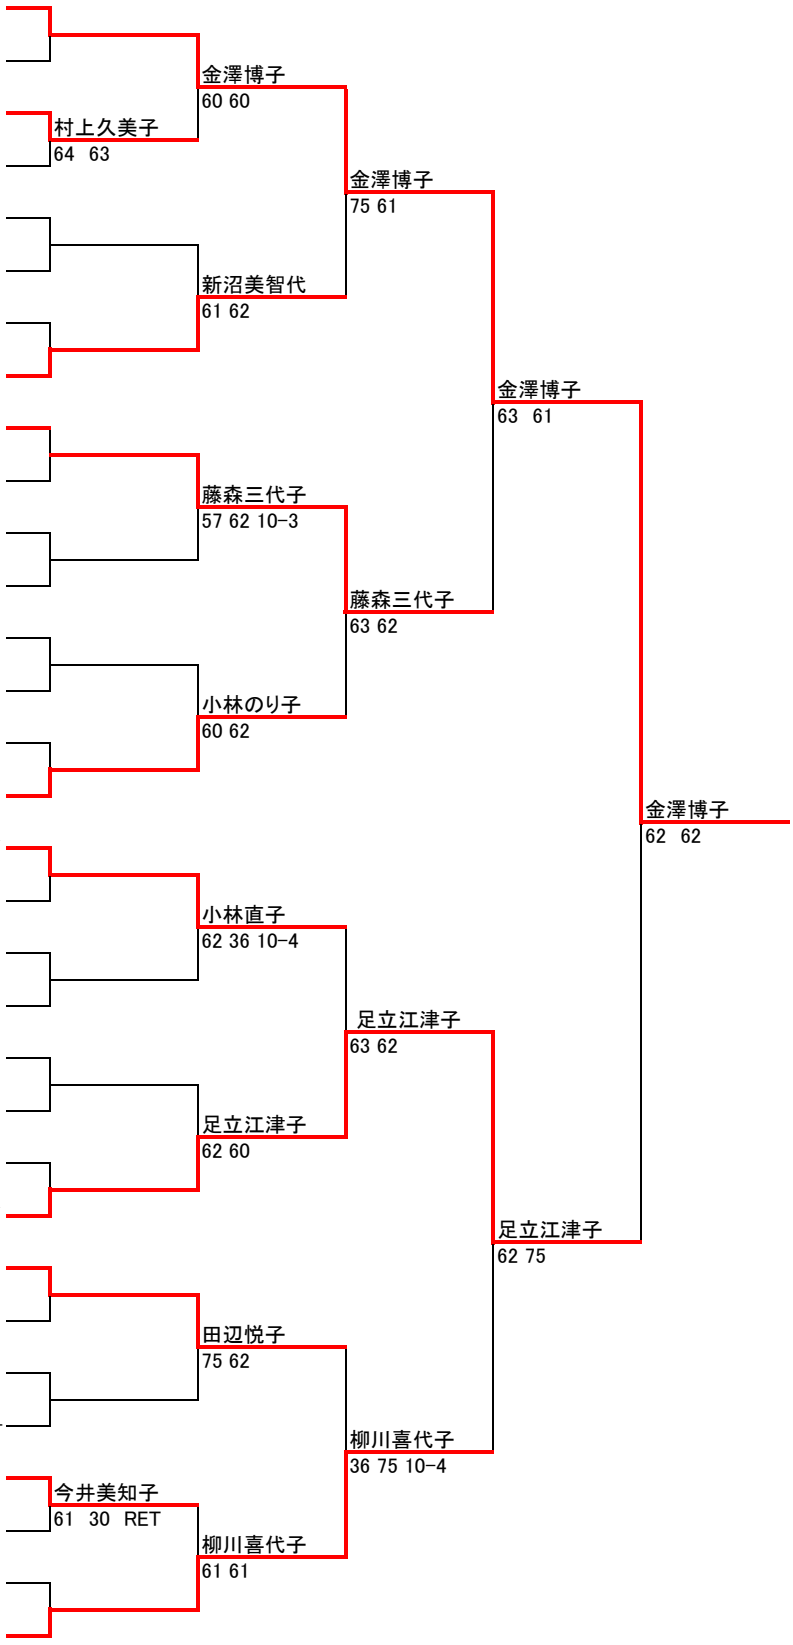 金澤博子
60 60
村上久美子
64 63
金澤博子
75 61
新沼美智代
61 62
金澤博子
63 61
藤森三代子
57 62 10-3
藤森三代子
63 62
小林のり子
60 62
金澤博子
62 62
小林直子
62 36 10-4
足立江津子
63 62
足立江津子
62 60
足立江津子
62 75
田辺悦子
75 62
柳川喜代子
36 75 10-4
今井美知子
61 30 RET
柳川喜代子
61 61